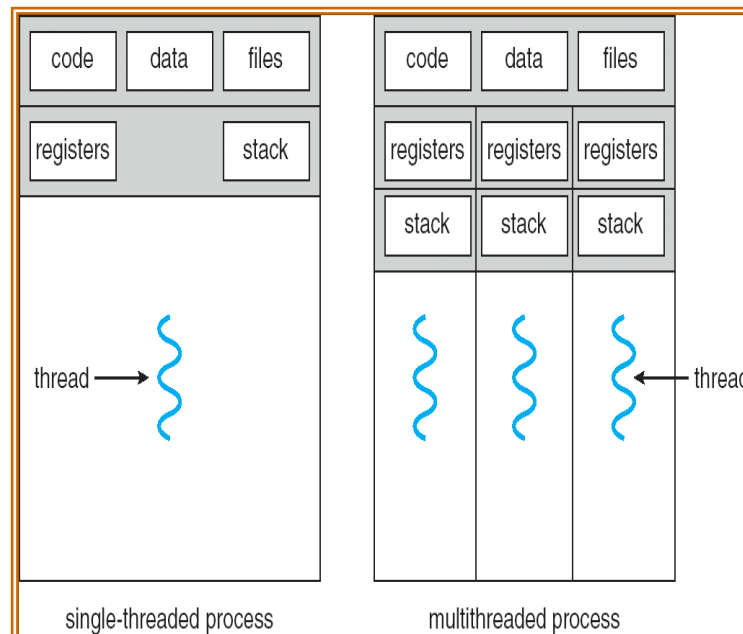 code data files
registers stack
thread
single-threaded process
code data files
registers registers registers
stack stack stack
thread
multithreaded process